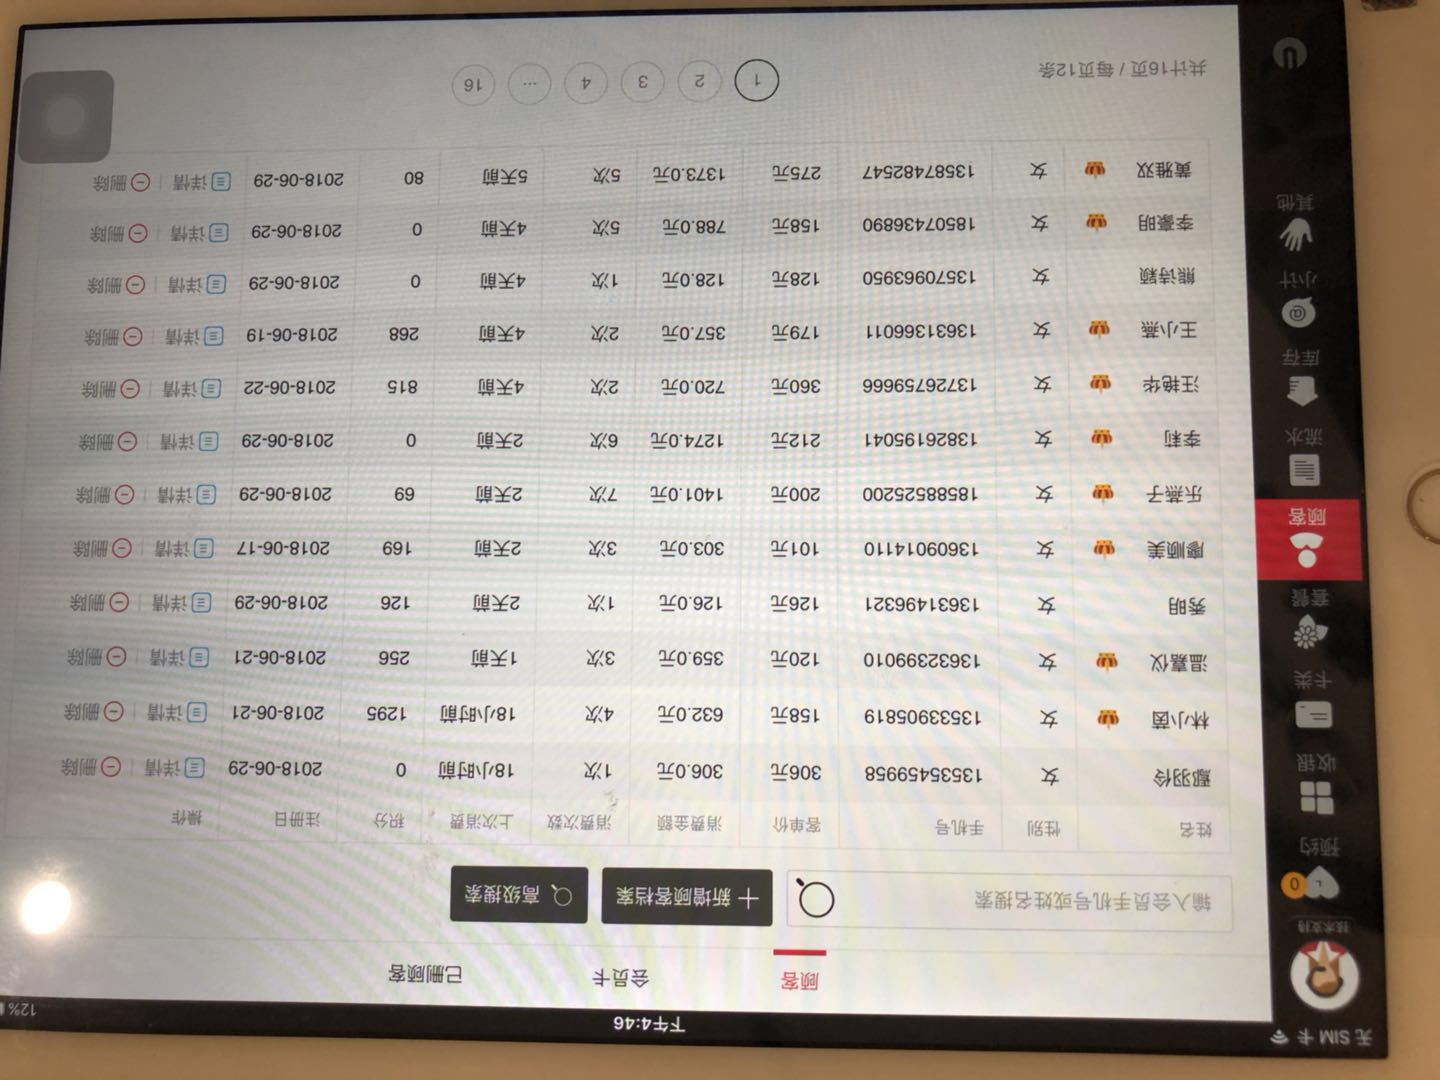 无 SIM 卡 下午4:46 12%
技术支持
0
预约
收银
卡类
套餐
顾客
流水
库存
小计
其他
顾客 会员卡 已删顾客
输入会员手机号或姓名搜索 新增顾客档案 高级搜索
姓名 性别 手机号 客单价 消费金额 消费次数 上次消费 积分 注册日 操作
鄢羽伶 女 13535459958 306元 306.0元 1次 18小时前 0 2018-06-29 详情 删除
林小茵 女 13533905819 158元 632.0元 4次 18小时前 1295 2018-06-21 详情 删除
温嘉仪 女 13632399010 120元 359.0元 3次 1天前 256 2018-06-21 详情 删除
秀明 女 13631496321 126元 126.0元 1次 2天前 126 2018-06-29 详情 删除
廖顺美 女 13609014110 101元 303.0元 3次 2天前 169 2018-06-17 详情 删除
乐燕子 女 18588525200 200元 1401.0元 7次 2天前 69 2018-06-29 详情 删除
李莉 女 13826195041 212元 1274.0元 6次 2天前 0 2018-06-29 详情 删除
汪艳华 女 13726759666 360元 720.0元 2次 4天前 815 2018-06-22 详情 删除
王小燕 女 13631366011 179元 357.0元 2次 4天前 268 2018-06-19 详情 删除
熊诗颖 女 13570963950 128元 128.0元 1次 4天前 0 2018-06-29 详情 删除
李豪明 女 18507436890 158元 788.0元 5次 4天前 0 2018-06-29 详情 删除
黄雅双 女 13587482547 275元 1373.0元 5次 5天前 80 2018-06-29 详情 删除
共计16页 / 每页12条 1 2 3 4 ... 16